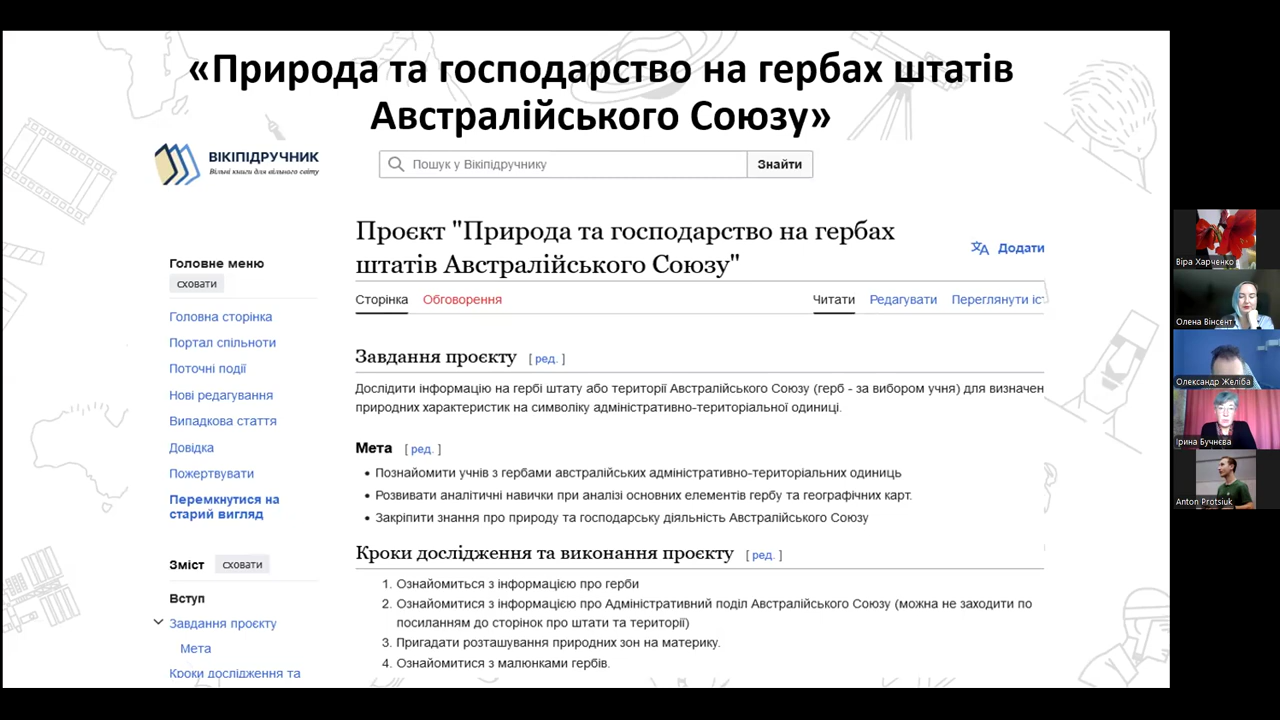 «Природа та господарство на гербах штатів
Австралійського Союзу»
ВІКІПІДРУЧНИК
Вільні книги для вільного світу
Пошук у Вікіпідручнику
Знайти
Проєкт "Природа та господарство на гербах
штатів Австралійського Союзу"
Додати
Головне меню
сховати
Сторінка Обговорення Читати Редагувати Переглянути іс
Головна сторінка
Портал спільноти
Поточні події
Нові редагування
Випадкова стаття
Довідка
Пожертвувати
Перемкнутися на
старий вигляд
Зміст сховати
Вступ
Завдання проєкту
Мета
Кроки дослідження та
Завдання проєкту [ ред. ]
Дослідити інформацію на гербі штату або території Австралійського Союзу (герб - за вибором учня) для визначен
природних характеристик на символіку адміністративно-територіальної одиниці.
Мета [ ред. ]
• Познайомити учнів з гербами австралійських адміністративно-територіальних одиниць
• Розвивати аналітичні навички при аналізі основних елементів гербу та географічних карт.
• Закріпити знання про природу та господарську діяльність Австралійського Союзу
Кроки дослідження та виконання проєкту [ ред. ]
1. Ознайомиться з інформацією про герби
2. Ознайомитися з інформацією про Адміністративний поділ Австралійського Союзу (можна не заходити по
посиланням до сторінок про штати та території)
3. Пригадати розташування природних зон на материку.
4. Ознайомитися з малюнками гербів.
Віра Харченко
Олена Вінсент
Олександр Желіба
Ірина Бучнєва
Anton Protsiuk